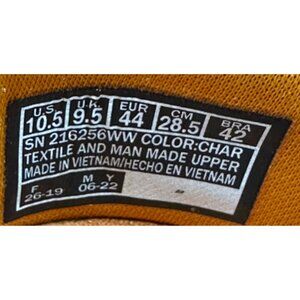 U.S. U.K. EUR CM BRA
10.5 9.5 44 28.5 42
SN 216256WW COLOR:CHAR
TEXTILE AND MAN MADE UPPER
MADE IN VIETNAM/HECHO EN VIETNAM
F M Y
26-19 06-22